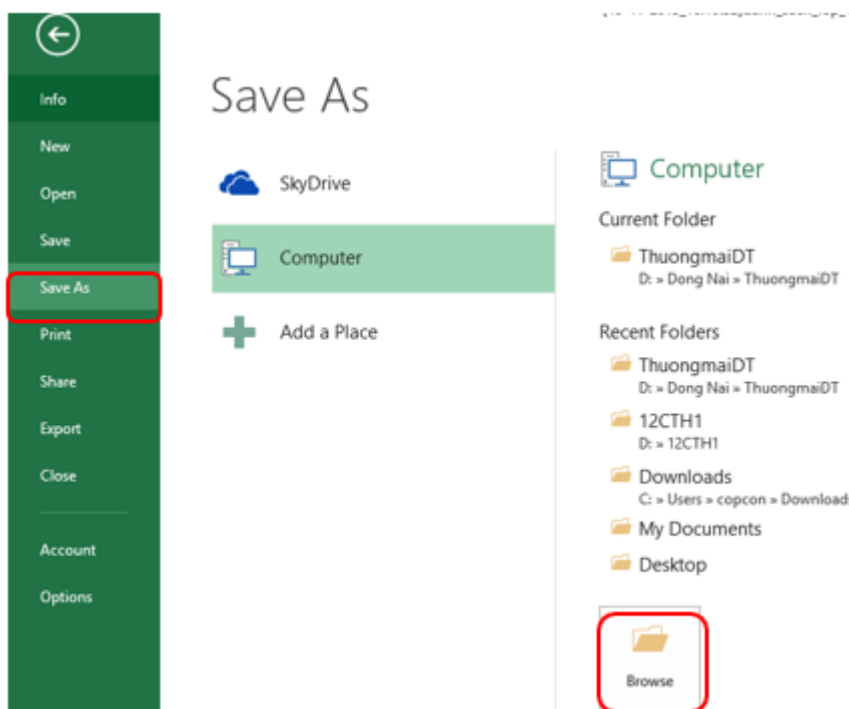 Info
New
Open
Save
Save As
Print
Share
Export
Close
Account
Options
Save As
SkyDrive
Computer
Add a Place
Computer
Current Folder
ThuongmaiDT
D: » Dong Nai » ThuongmaiDT
Recent Folders
ThuongmaiDT
D: » Dong Nai » ThuongmaiDT
12CTH1
D: » 12CTH1
Downloads
C: » Users » copcon » Download
My Documents
Desktop
Browse